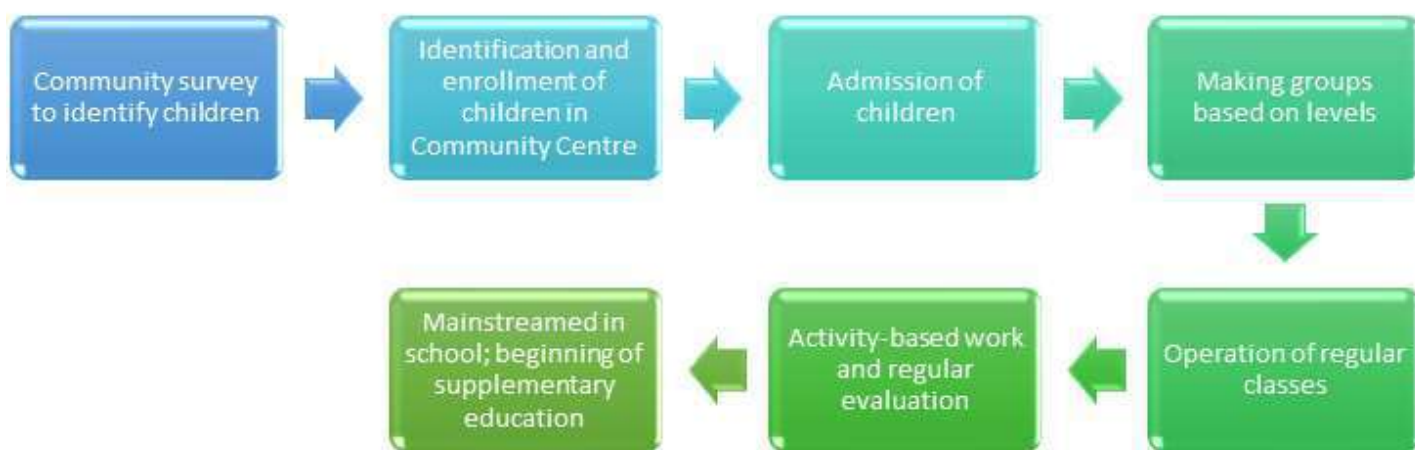 Community survey
to identify children
Identification and
enrollment of
children in
Community Centre
Admission of
children
Making groups
based on levels
Operation of regular
classes
Activity-based work
and regular
evaluation
Mainstreamed in
school; beginning of
supplementary
education